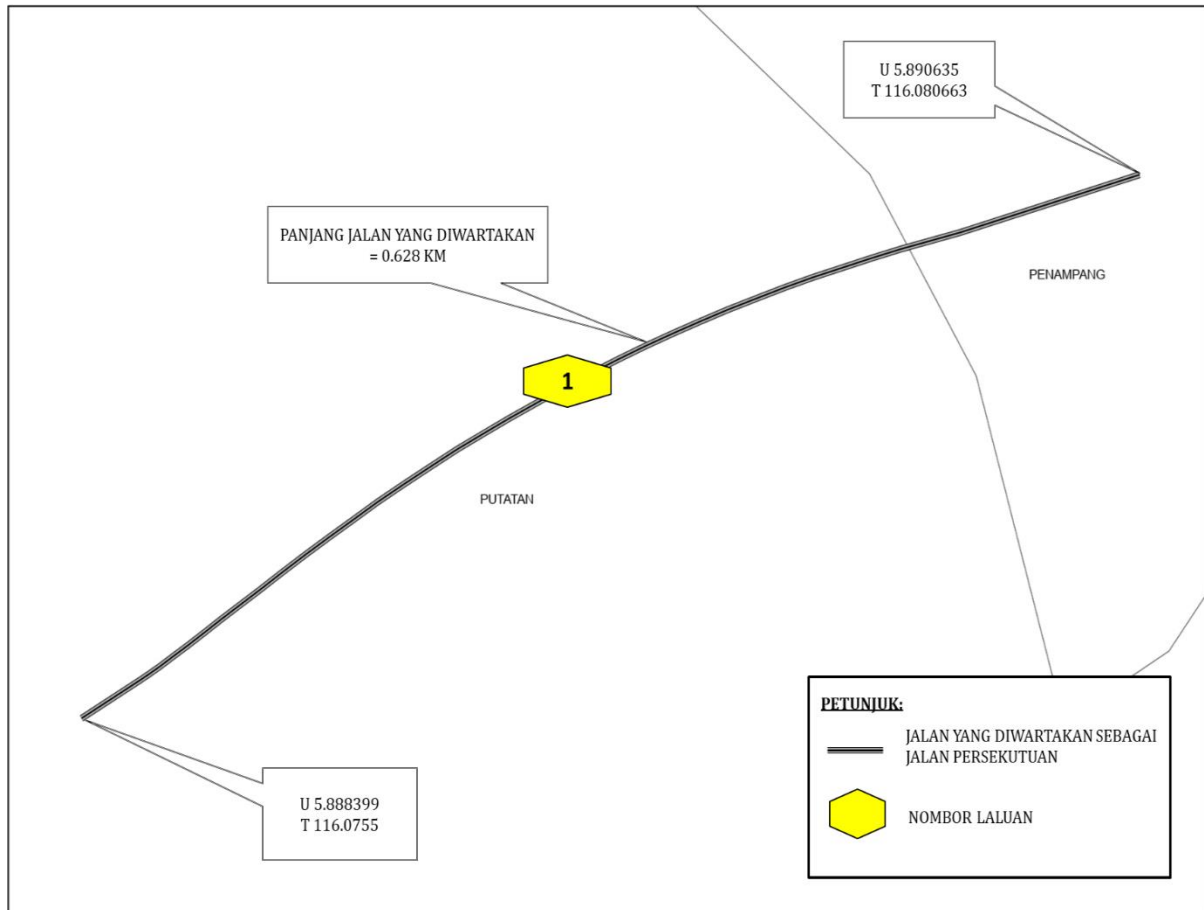 U 5.890635
T 116.080663
PANJANG JALAN YANG DIWARTAKAN
= 0.628 KM
PENAMPANG
1
PUTATAN
U 5.888399
T 116.0755
PETUNJUK:
JALAN YANG DIWARTAKAN SEBAGAI
JALAN PERSEKUTUAN
NOMBOR LALUAN